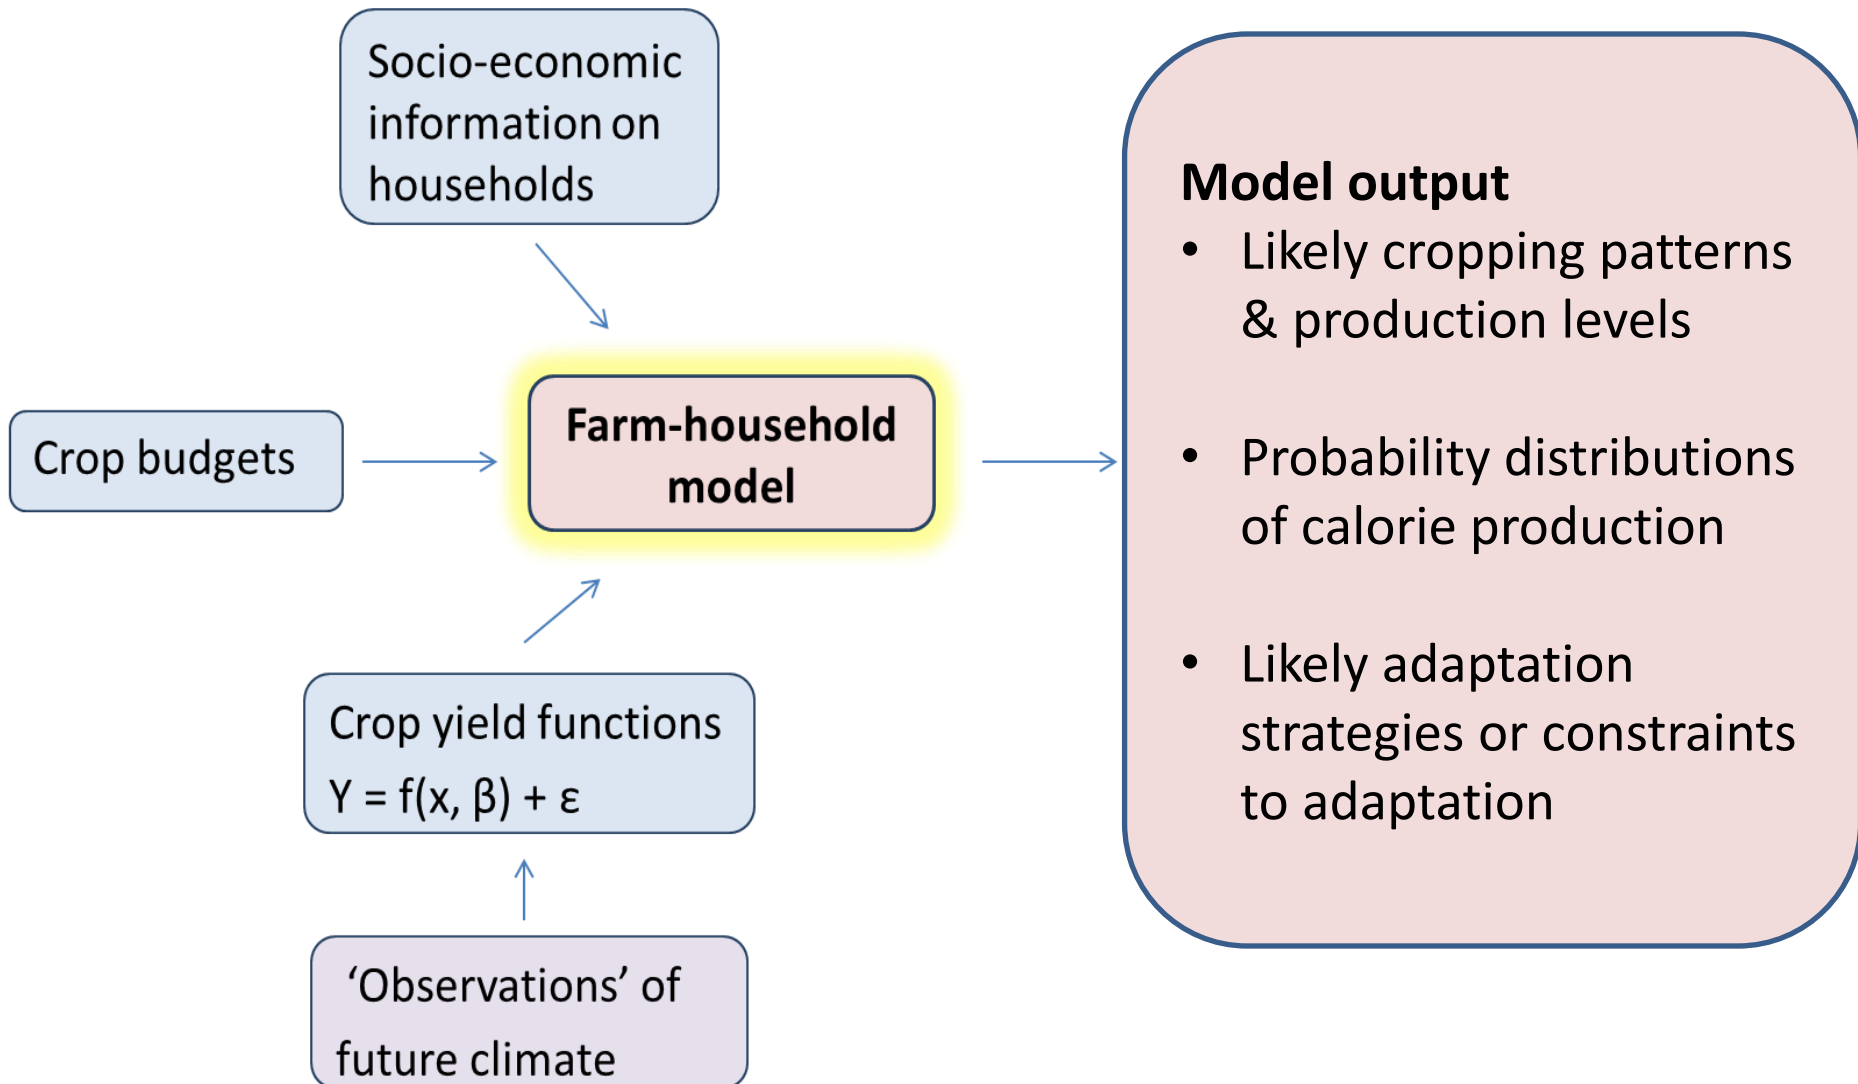 Socio-economic
information on
households
Crop budgets
Farm-household
model
Crop yield functions
Y = f(x, β) + ε
‘Observations’ of
future climate
Model output
• Likely cropping patterns
& production levels
• Probability distributions
of calorie production
• Likely adaptation
strategies or constraints
to adaptation